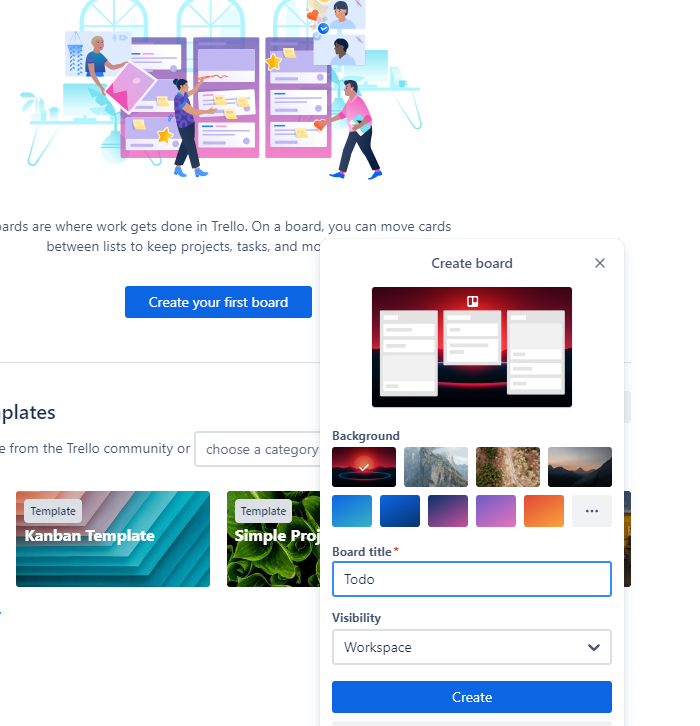 ards are where work gets done in Trello. On a board, you can move cards
between lists to keep projects, tasks, and mo
Create your first board
Create board
Background
Board title*
Todo
Visibility
Workspace
Create
plates
e from the Trello community or
choose a category
Template
Kanban Template
Template
Simple Proj